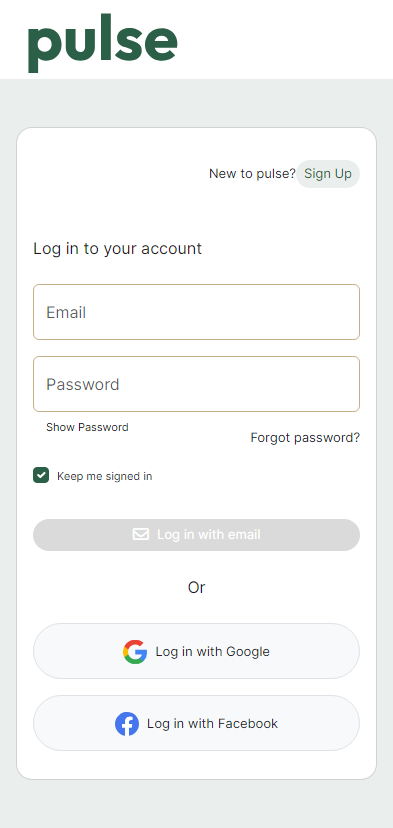 pulse
New to pulse? Sign Up
Log in to your account
Email
Password
Show Password
Forgot password?
Keep me signed in
Log in with email
Or
Log in with Google
Log in with Facebook